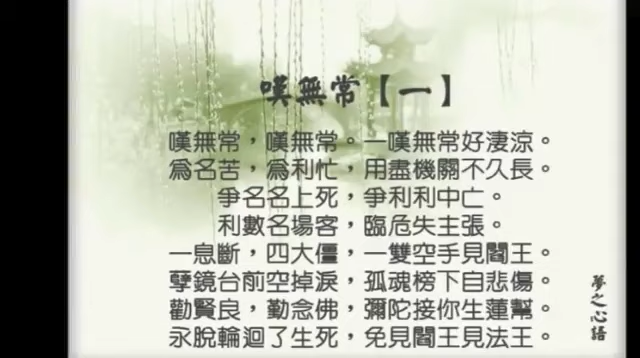 嘆無常【一】
嘆無常，嘆無常。一嘆無常好淒涼。
為名苦，為利忙，用盡機關不久長。
爭名名上死，爭利利中亡。
利數名場客，臨危失主張。
一息斷，四大僵，一雙空手見閻王。
孽鏡台前空掉淚，孤魂榜下自悲傷。
勸賢良，勤念佛，彌陀接你生蓮幫。
永脫輪迴了生死，免見閻王見法王。
夢之心語